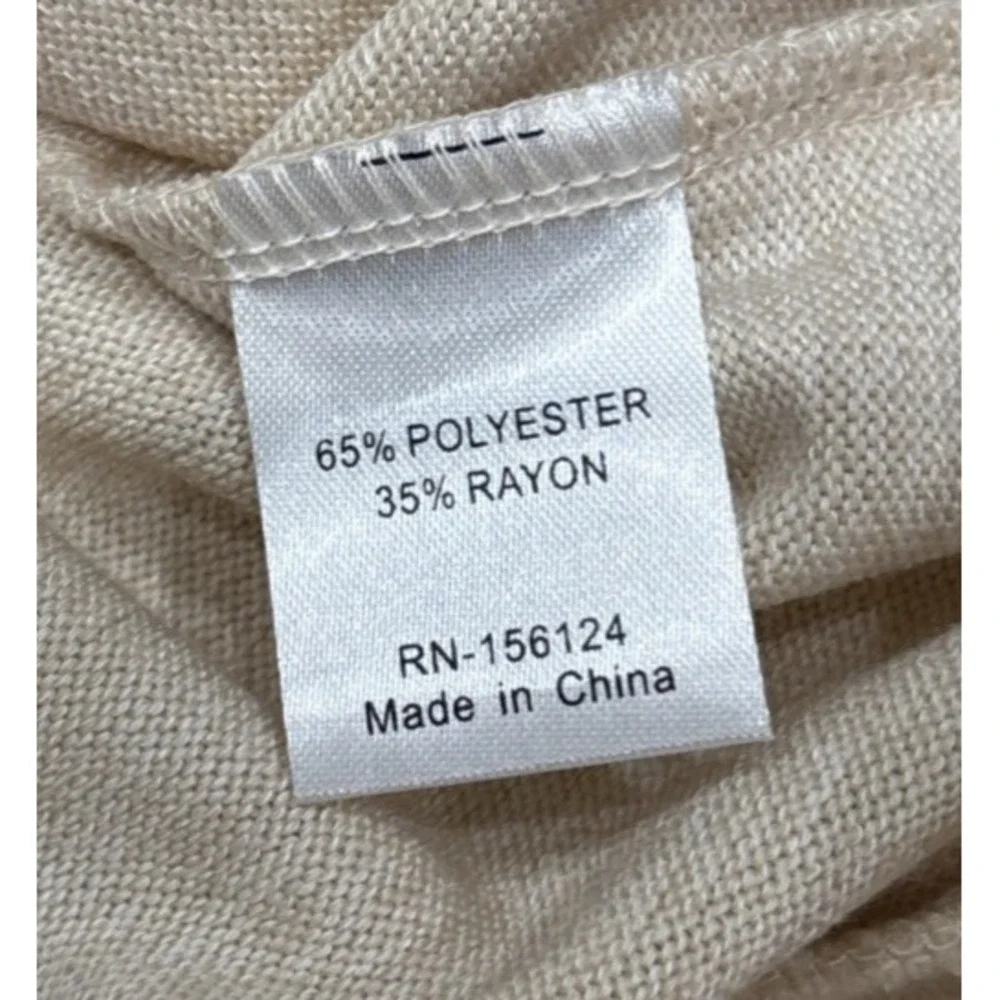 65% POLYESTER
35% RAYON
RN-156124
Made in China